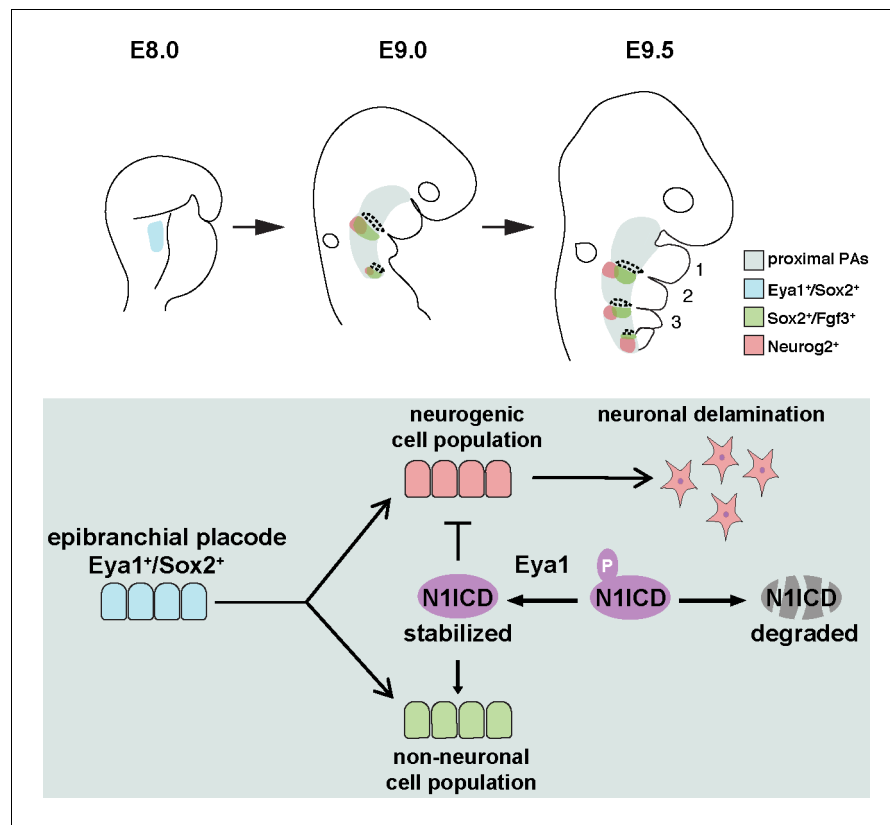 E8.0 E9.0 E9.5
1
2
3
proximal PAs
Eya1⁺/Sox2⁺
Sox2⁺/Fgf3⁺
Neurog2⁺
neurogenic
cell population
neuronal delamination
epibranchial placode
Eya1⁺/Sox2⁺
Eya1
P
N1ICD
stabilized
N1ICD
N1ICD
degraded
non-neuronal
cell population